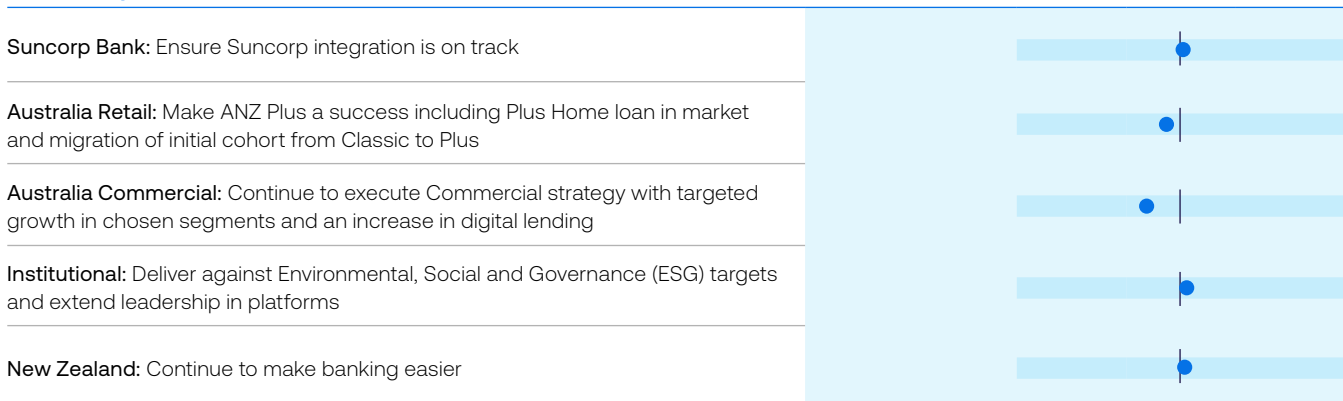 Suncorp Bank: Ensure Suncorp integration is on track
Australia Retail: Make ANZ Plus a success including Plus Home loan in market
and migration of initial cohort from Classic to Plus
Australia Commercial: Continue to execute Commercial strategy with targeted
growth in chosen segments and an increase in digital lending
Institutional: Deliver against Environmental, Social and Governance (ESG) targets
and extend leadership in platforms
New Zealand: Continue to make banking easier